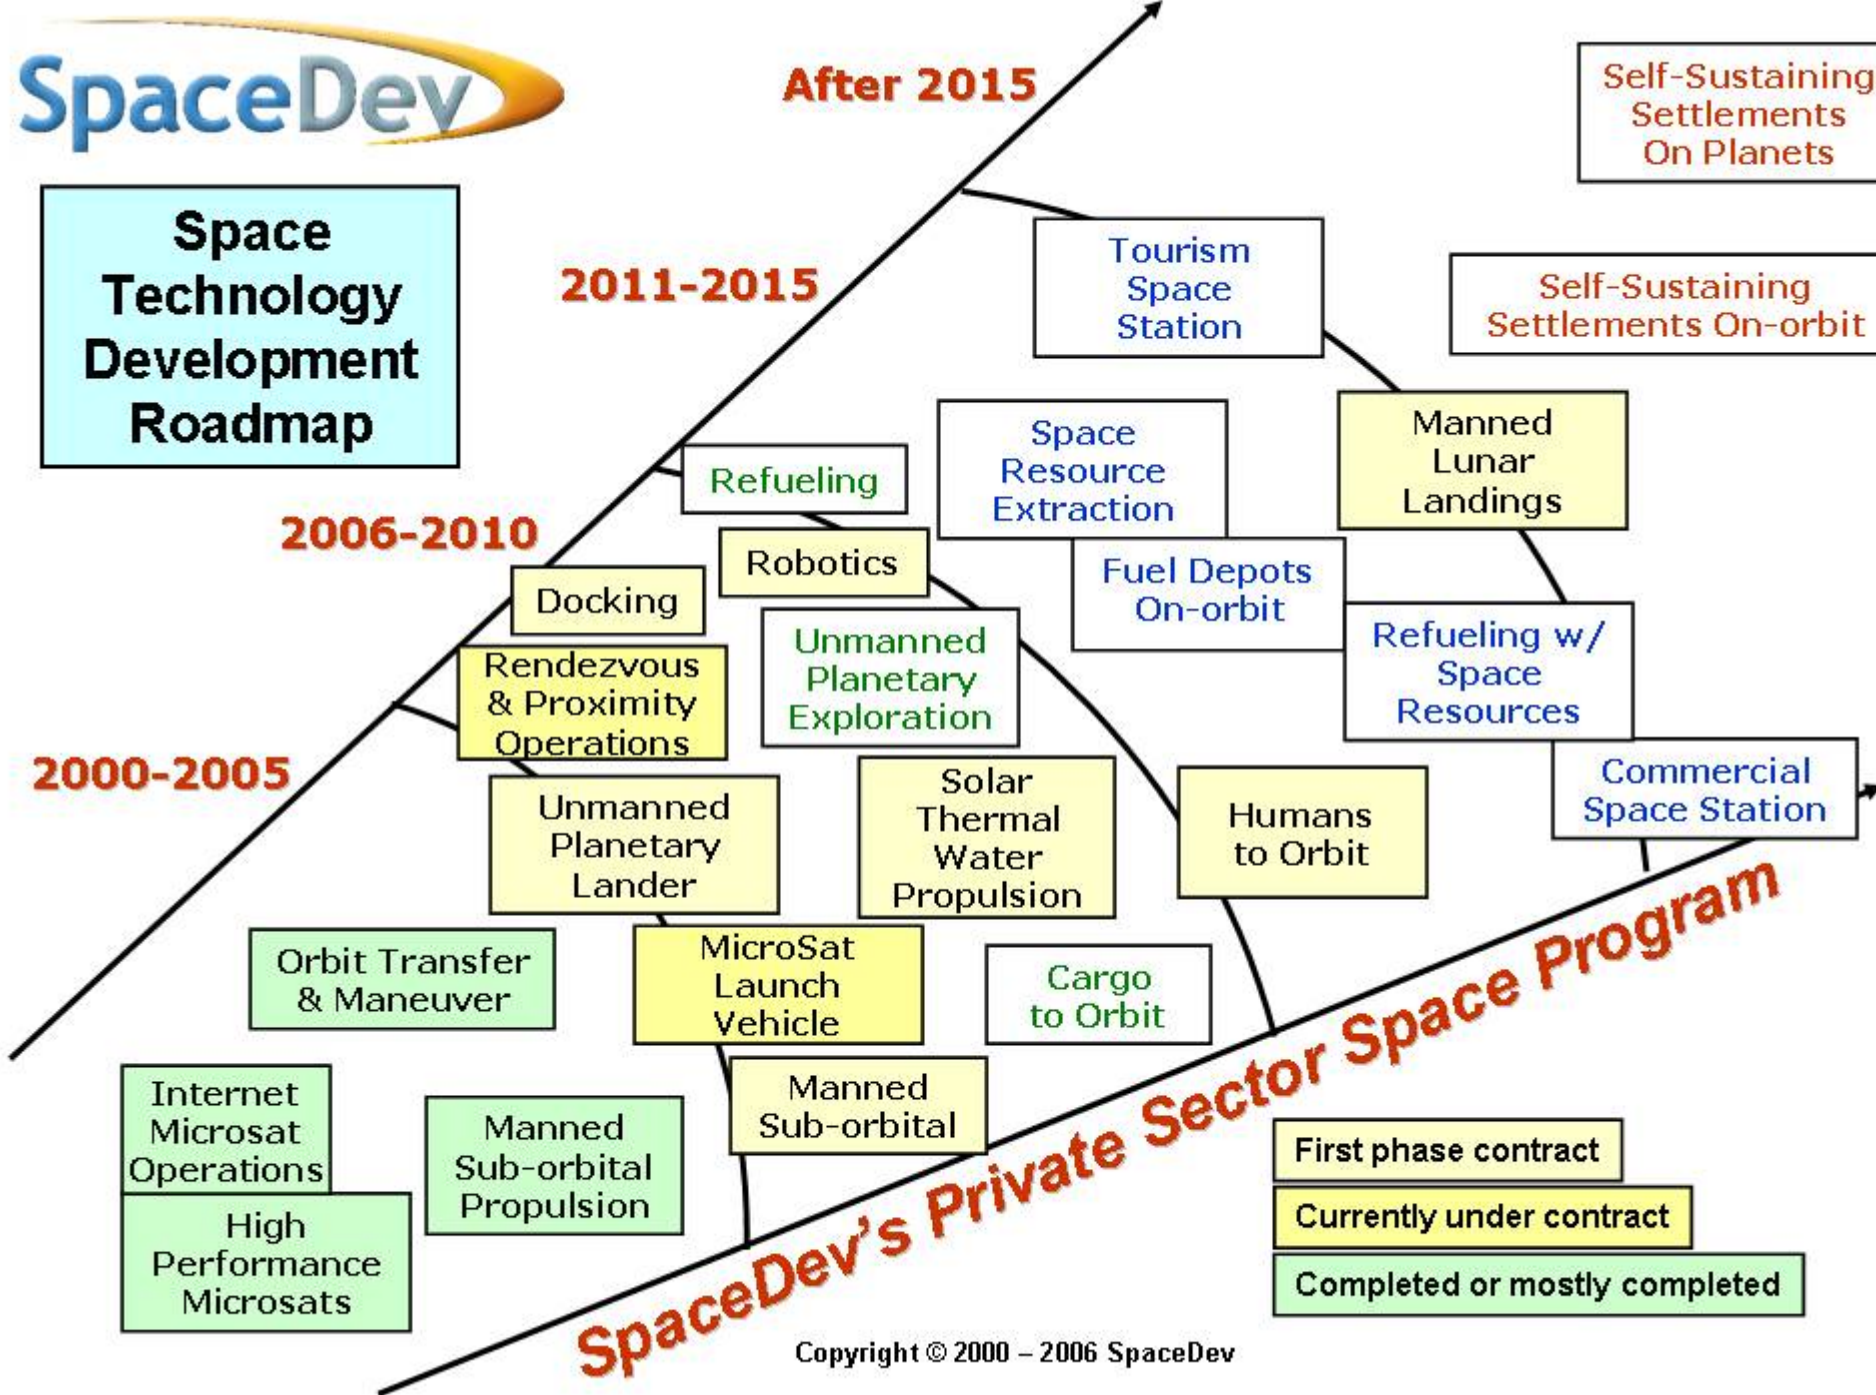 SpaceDev
Space
Technology
Development
Roadmap
After 2015
2011-2015
2006-2010
2000-2005
Self-Sustaining
Settlements
On Planets
Tourism
Space
Station
Self-Sustaining
Settlements On-orbit
Space
Resource
Extraction
Manned
Lunar
Landings
Refueling
Robotics
Fuel Depots
On-orbit
Docking
Unmanned
Planetary
Exploration
Refueling w/
Space
Resources
Rendezvous
& Proximity
Operations
Commercial
Space Station
Unmanned
Planetary
Lander
Solar
Thermal
Water
Propulsion
Humans
to Orbit
Orbit Transfer
& Maneuver
MicroSat
Launch
Vehicle
Cargo
to Orbit
Internet
Microsat
Operations
Manned
Sub-orbital
Propulsion
Manned
Sub-orbital
High
Performance
Microsats
SpaceDev's Private Sector Space Program
First phase contract
Currently under contract
Completed or mostly completed
Copyright © 2000 – 2006 SpaceDev